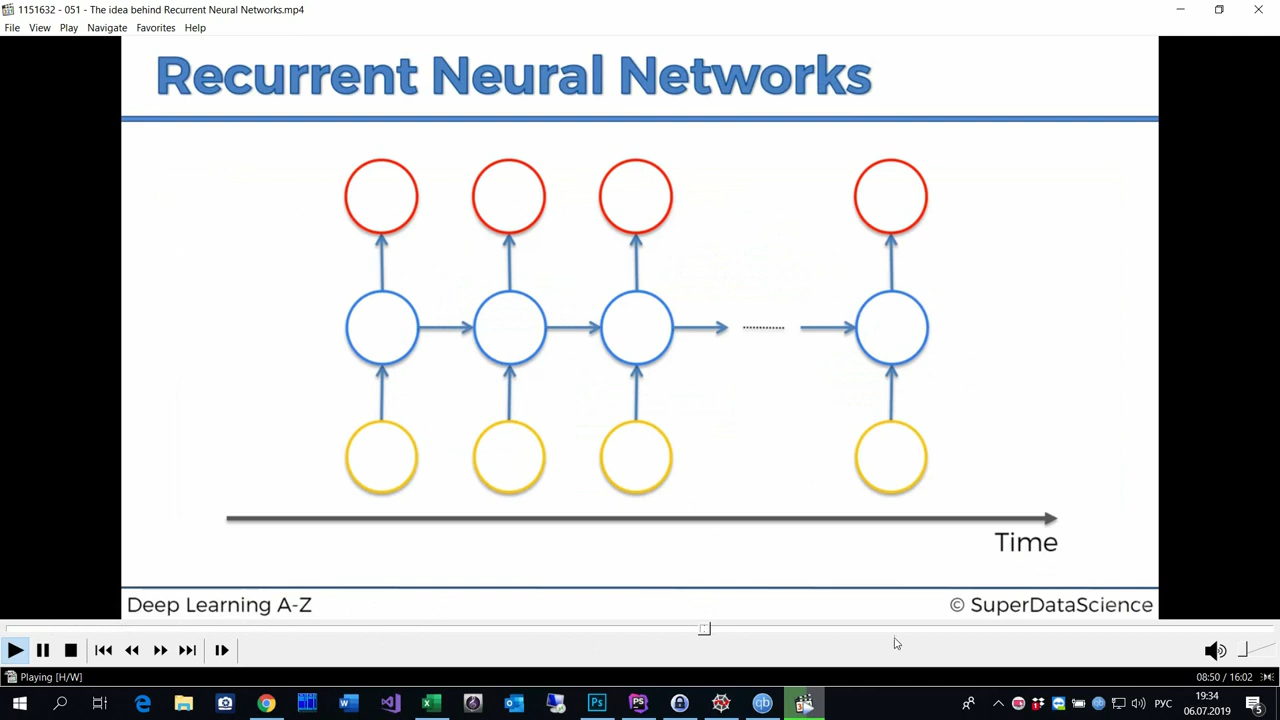 1151632 - 051 - The idea behind Recurrent Neural Networks.mp4
File View Play Navigate Favorites Help
Recurrent Neural Networks
Time
Deep Learning A-Z
© SuperDataScience
Playing [H/W]
08:50 / 16:02
РУС
19:34
06.07.2019
5